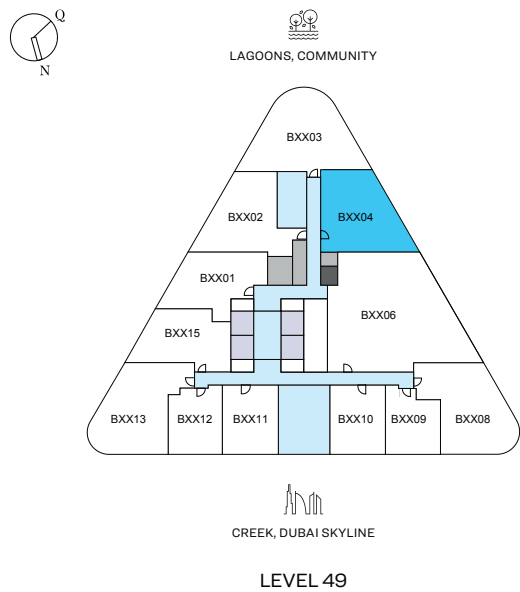 Q
N
LAGOONS, COMMUNITY
BXX03
BXX02
BXX04
BXX01
BXX06
BXX15
BXX13
BXX12
BXX11
BXX10
BXX09
BXX08
CREEK, DUBAI SKYLINE
LEVEL 49